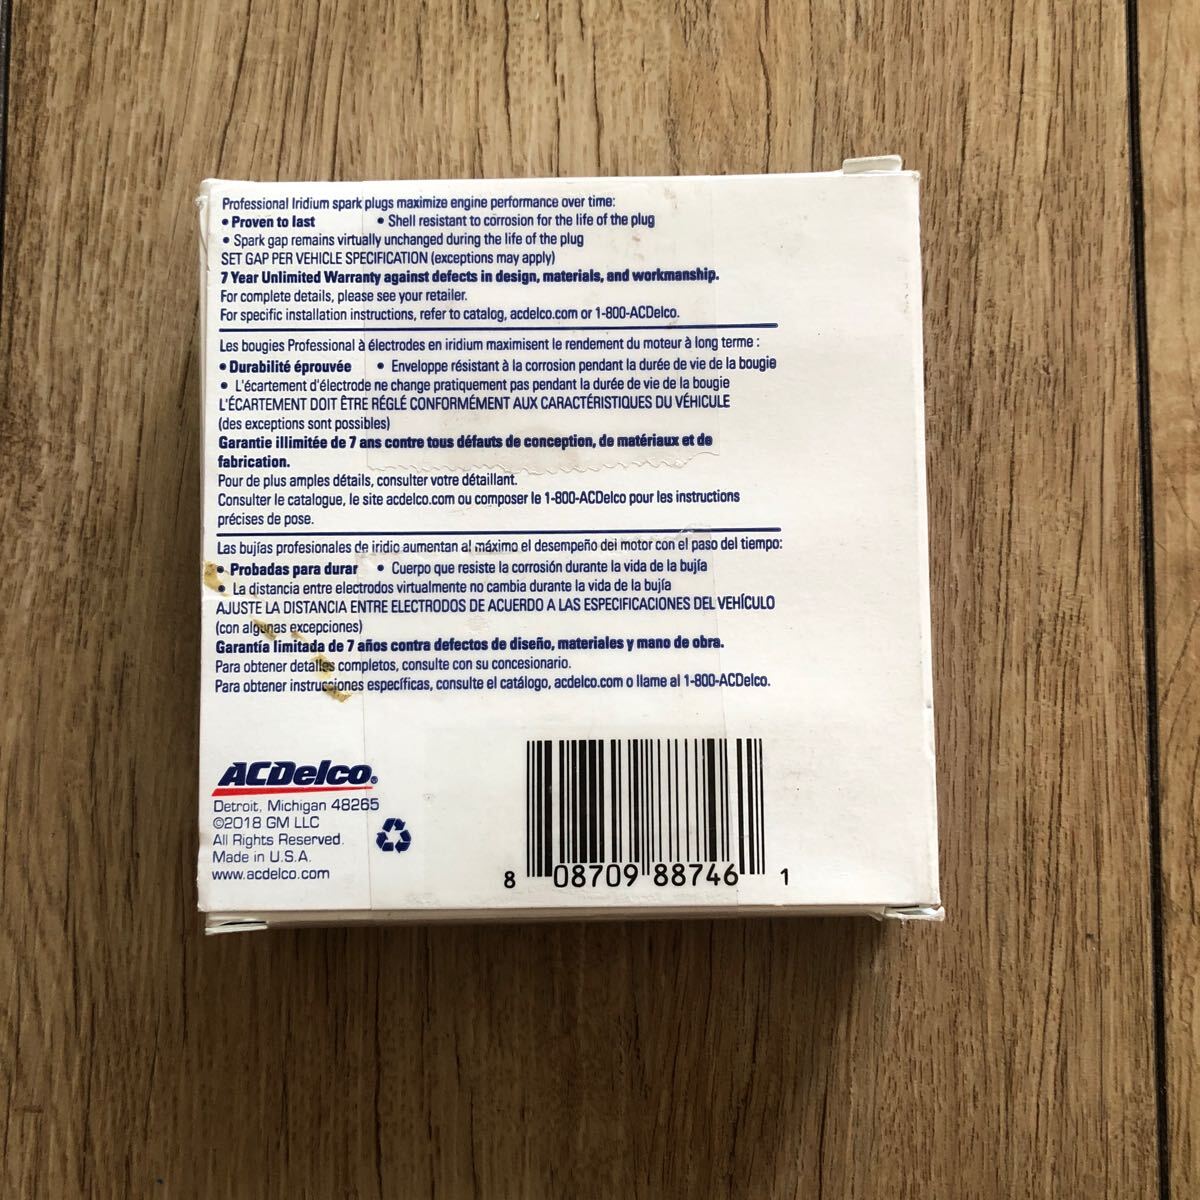 Professional Iridium spark plugs maximize engine performance over time:
• Proven to last • Shell resistant to corrosion for the life of the plug
• Spark gap remains virtually unchanged during the life of the plug
SET GAP PER VEHICLE SPECIFICATION (exceptions may apply)
7 Year Unlimited Warranty against defects in design, materials, and workmanship.
For complete details, please see your retailer.
For specific installation instructions, refer to catalog, acdelco.com or 1-800-ACDelco.
Les bougies Professional à électrodes en iridium maximisent le rendement du moteur à long terme :
• Durabilité éprouvée • Enveloppe résistant à la corrosion pendant la durée de vie de la bougie
• L'écartement d'électrode ne change pratiquement pas pendant la durée de vie de la bougie
L'ÉCARTEMENT DOIT ÊTRE RÉGLÉ CONFORMÉMENT AUX CARACTÉRISTIQUES DU VÉHICULE
(des exceptions sont possibles)
Garantie illimitée de 7 ans contre tous défauts de conception, de matériaux et de
fabrication.
Pour de plus amples détails, consulter votre détaillant.
Consulter le catalogue, le site acdelco.com ou composer le 1-800-ACDelco pour les instructions
précises de pose.
Las bujías profesionales de iridio aumentan al máximo el desempeño del motor con el paso del tiempo:
• Probadas para durar • Cuerpo que resiste la corrosión durante la vida de la bujía
• La distancia entre electrodos virtualmente no cambia durante la vida de la bujía
AJUSTE LA DISTANCIA ENTRE ELECTRODOS DE ACUERDO A LAS ESPECIFICACIONES DEL VEHÍCULO
(con algunas excepciones)
Garantía limitada de 7 años contra defectos de diseño, materiales y mano de obra.
Para obtener detalles completos, consulte con su concesionario.
Para obtener instrucciones específicas, consulte el catálogo, acdelco.com o llame al 1-800-ACDelco.
ACDelco®
Detroit, Michigan 48265
©2018 GM LLC
All Rights Reserved.
Made in U.S.A.
www.acdelco.com
8 08709 88746 1